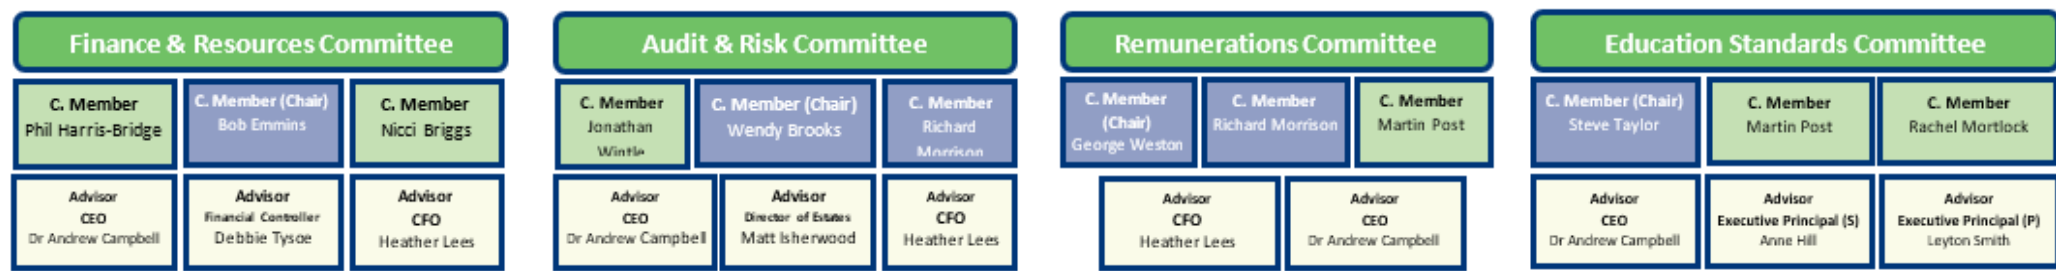 Finance & Resources Committee
C. Member
Phil Harris-Bridge
C. Member (Chair)
Bob Emmins
C. Member
Nicci Briggs
Advisor
CEO
Dr Andrew Campbell
Advisor
Financial Controller
Debbie Tysoe
Advisor
CFO
Heather Lees
Audit & Risk Committee
C. Member
Jonathan
Wintle
C. Member (Chair)
Wendy Brooks
C. Member
Richard
Morrison
Advisor
CEO
Dr Andrew Campbell
Advisor
Director of Estates
Matt Isherwood
Advisor
CFO
Heather Lees
Remunerations Committee
C. Member
(Chair)
George Weston
C. Member
Richard Morrison
C. Member
Martin Post
Advisor
CFO
Heather Lees
Advisor
CEO
Dr Andrew Campbell
Education Standards Committee
C. Member (Chair)
Steve Taylor
C. Member
Martin Post
C. Member
Rachel Mortlock
Advisor
CEO
Dr Andrew Campbell
Advisor
Executive Principal (S)
Anne Hill
Advisor
Executive Principal (P)
Leyton Smith